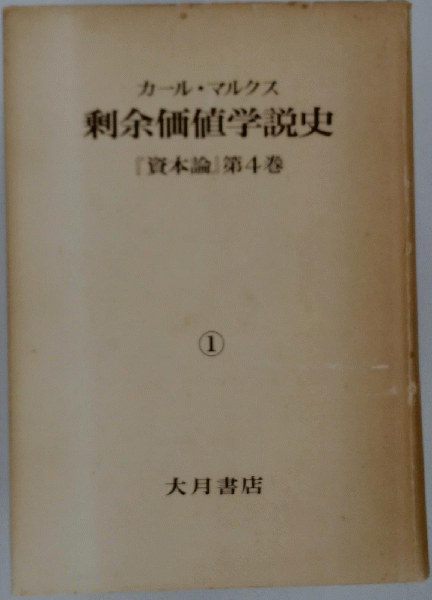 カール・マルクス
剰余価値学説史
『資本論』第4巻
①
大月書店